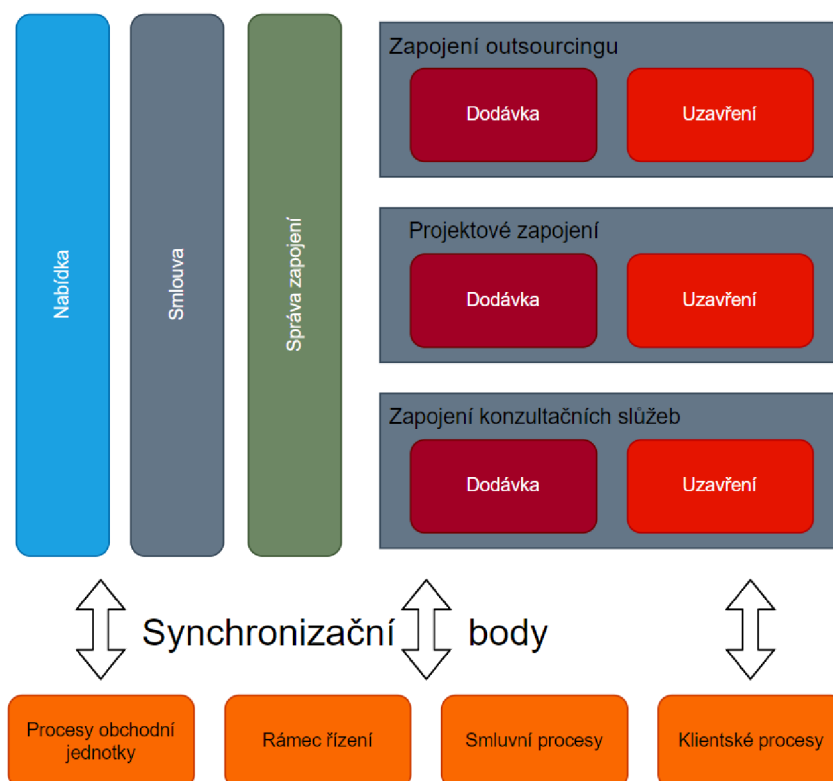 Nabídka
Smlouva
Správa zapojení
Zapojení outsourcingu
Dodávka
Uzavření
Projektové zapojení
Dodávka
Uzavření
Zapojení konzultačních slůžeb
Dodávka
Uzavření
Synchronizační body
Procesy obchodní
jednotky
Rámec řízení
Smluvní procesy
Klientské procesy